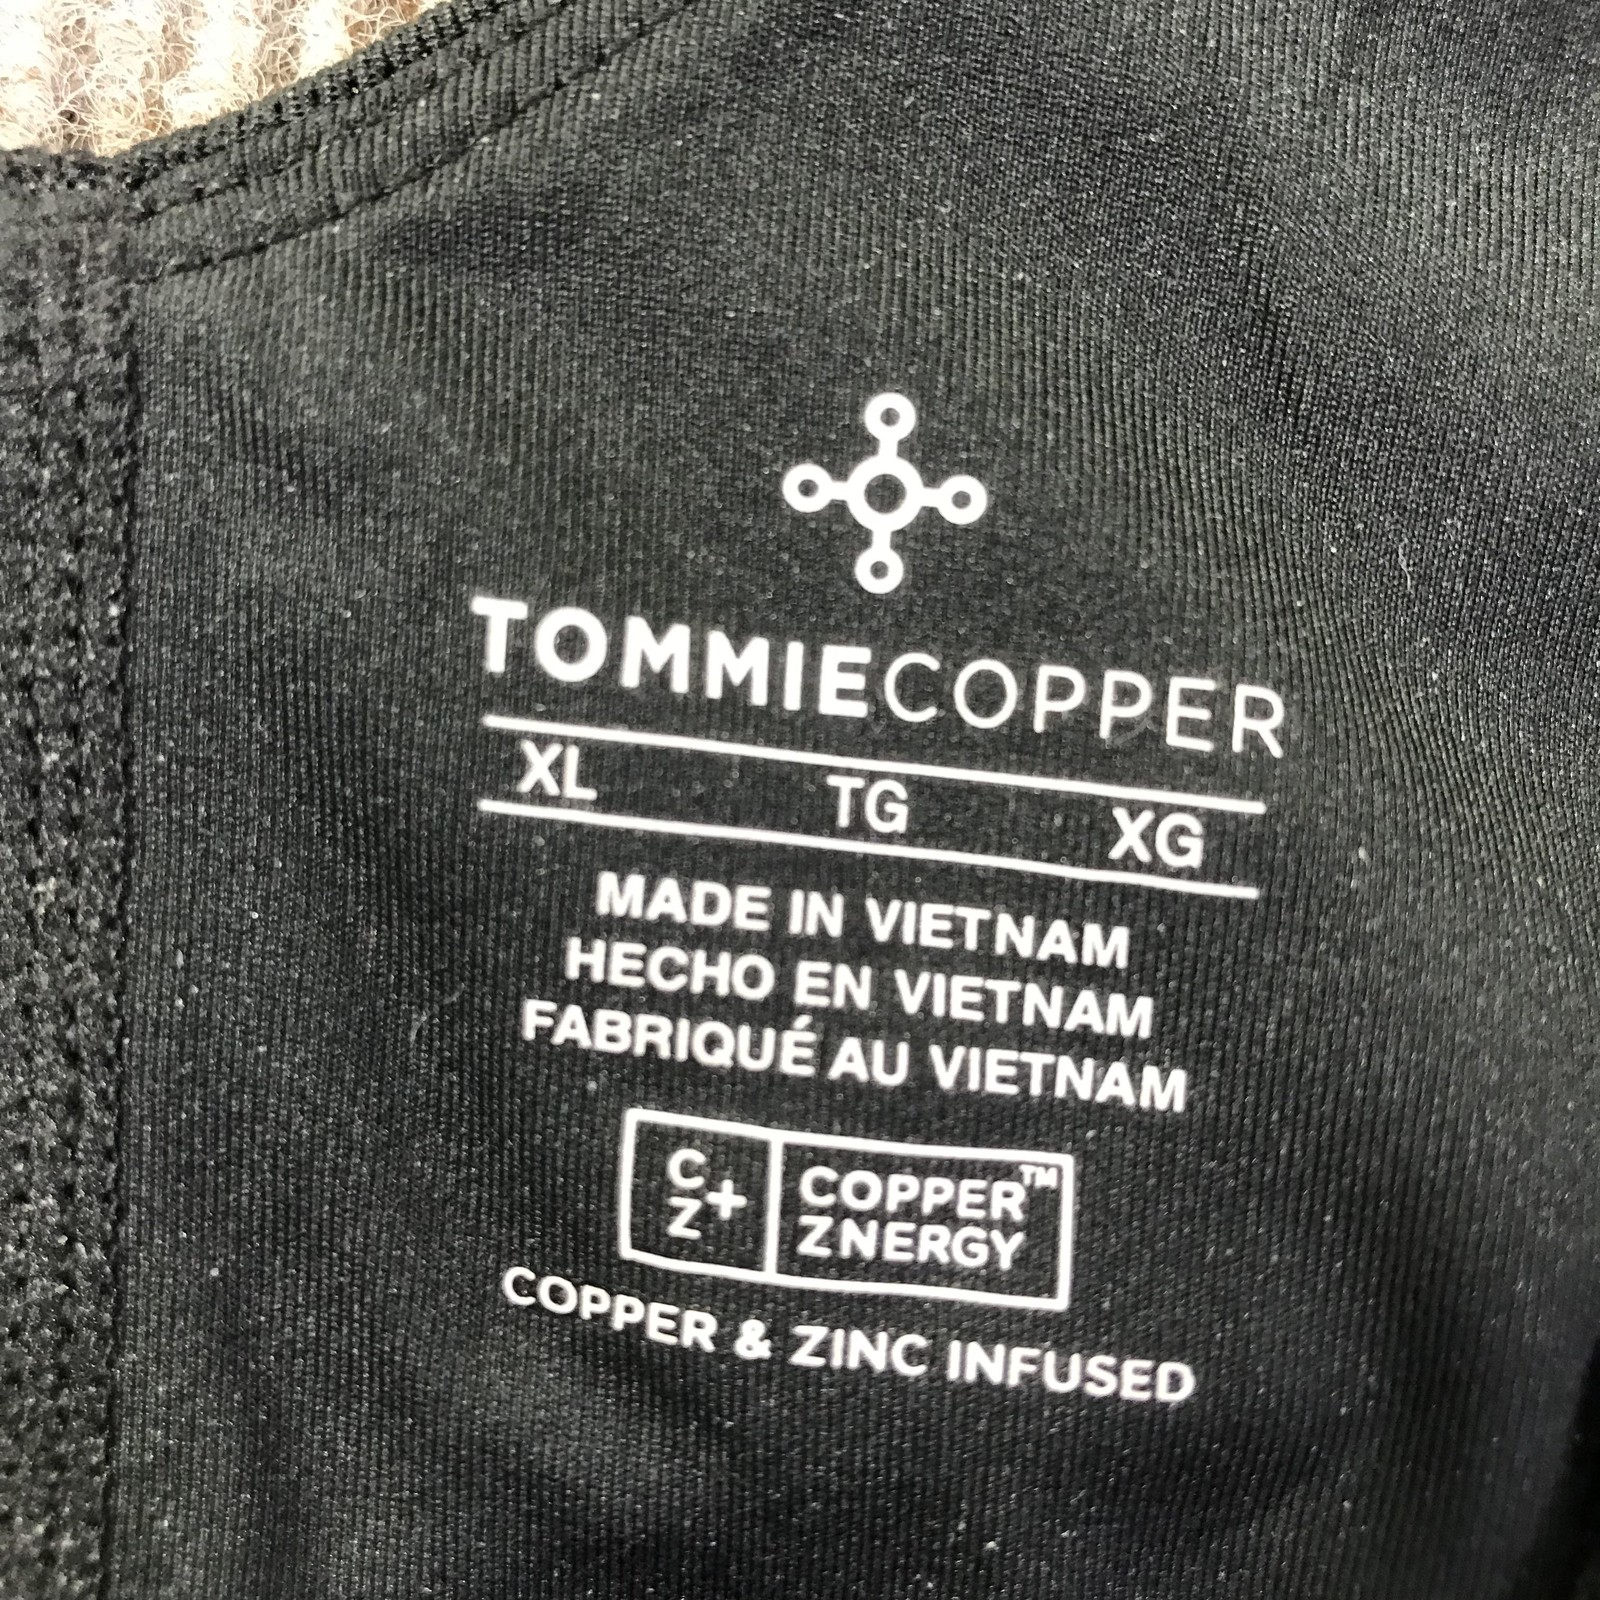 TOMMIECOPPER
XL TG XG
MADE IN VIETNAM
HECHO EN VIETNAM
FABRIQUÉ AU VIETNAM
C
Z+
COPPER™
ZNERGY
COPPER & ZINC INFUSED